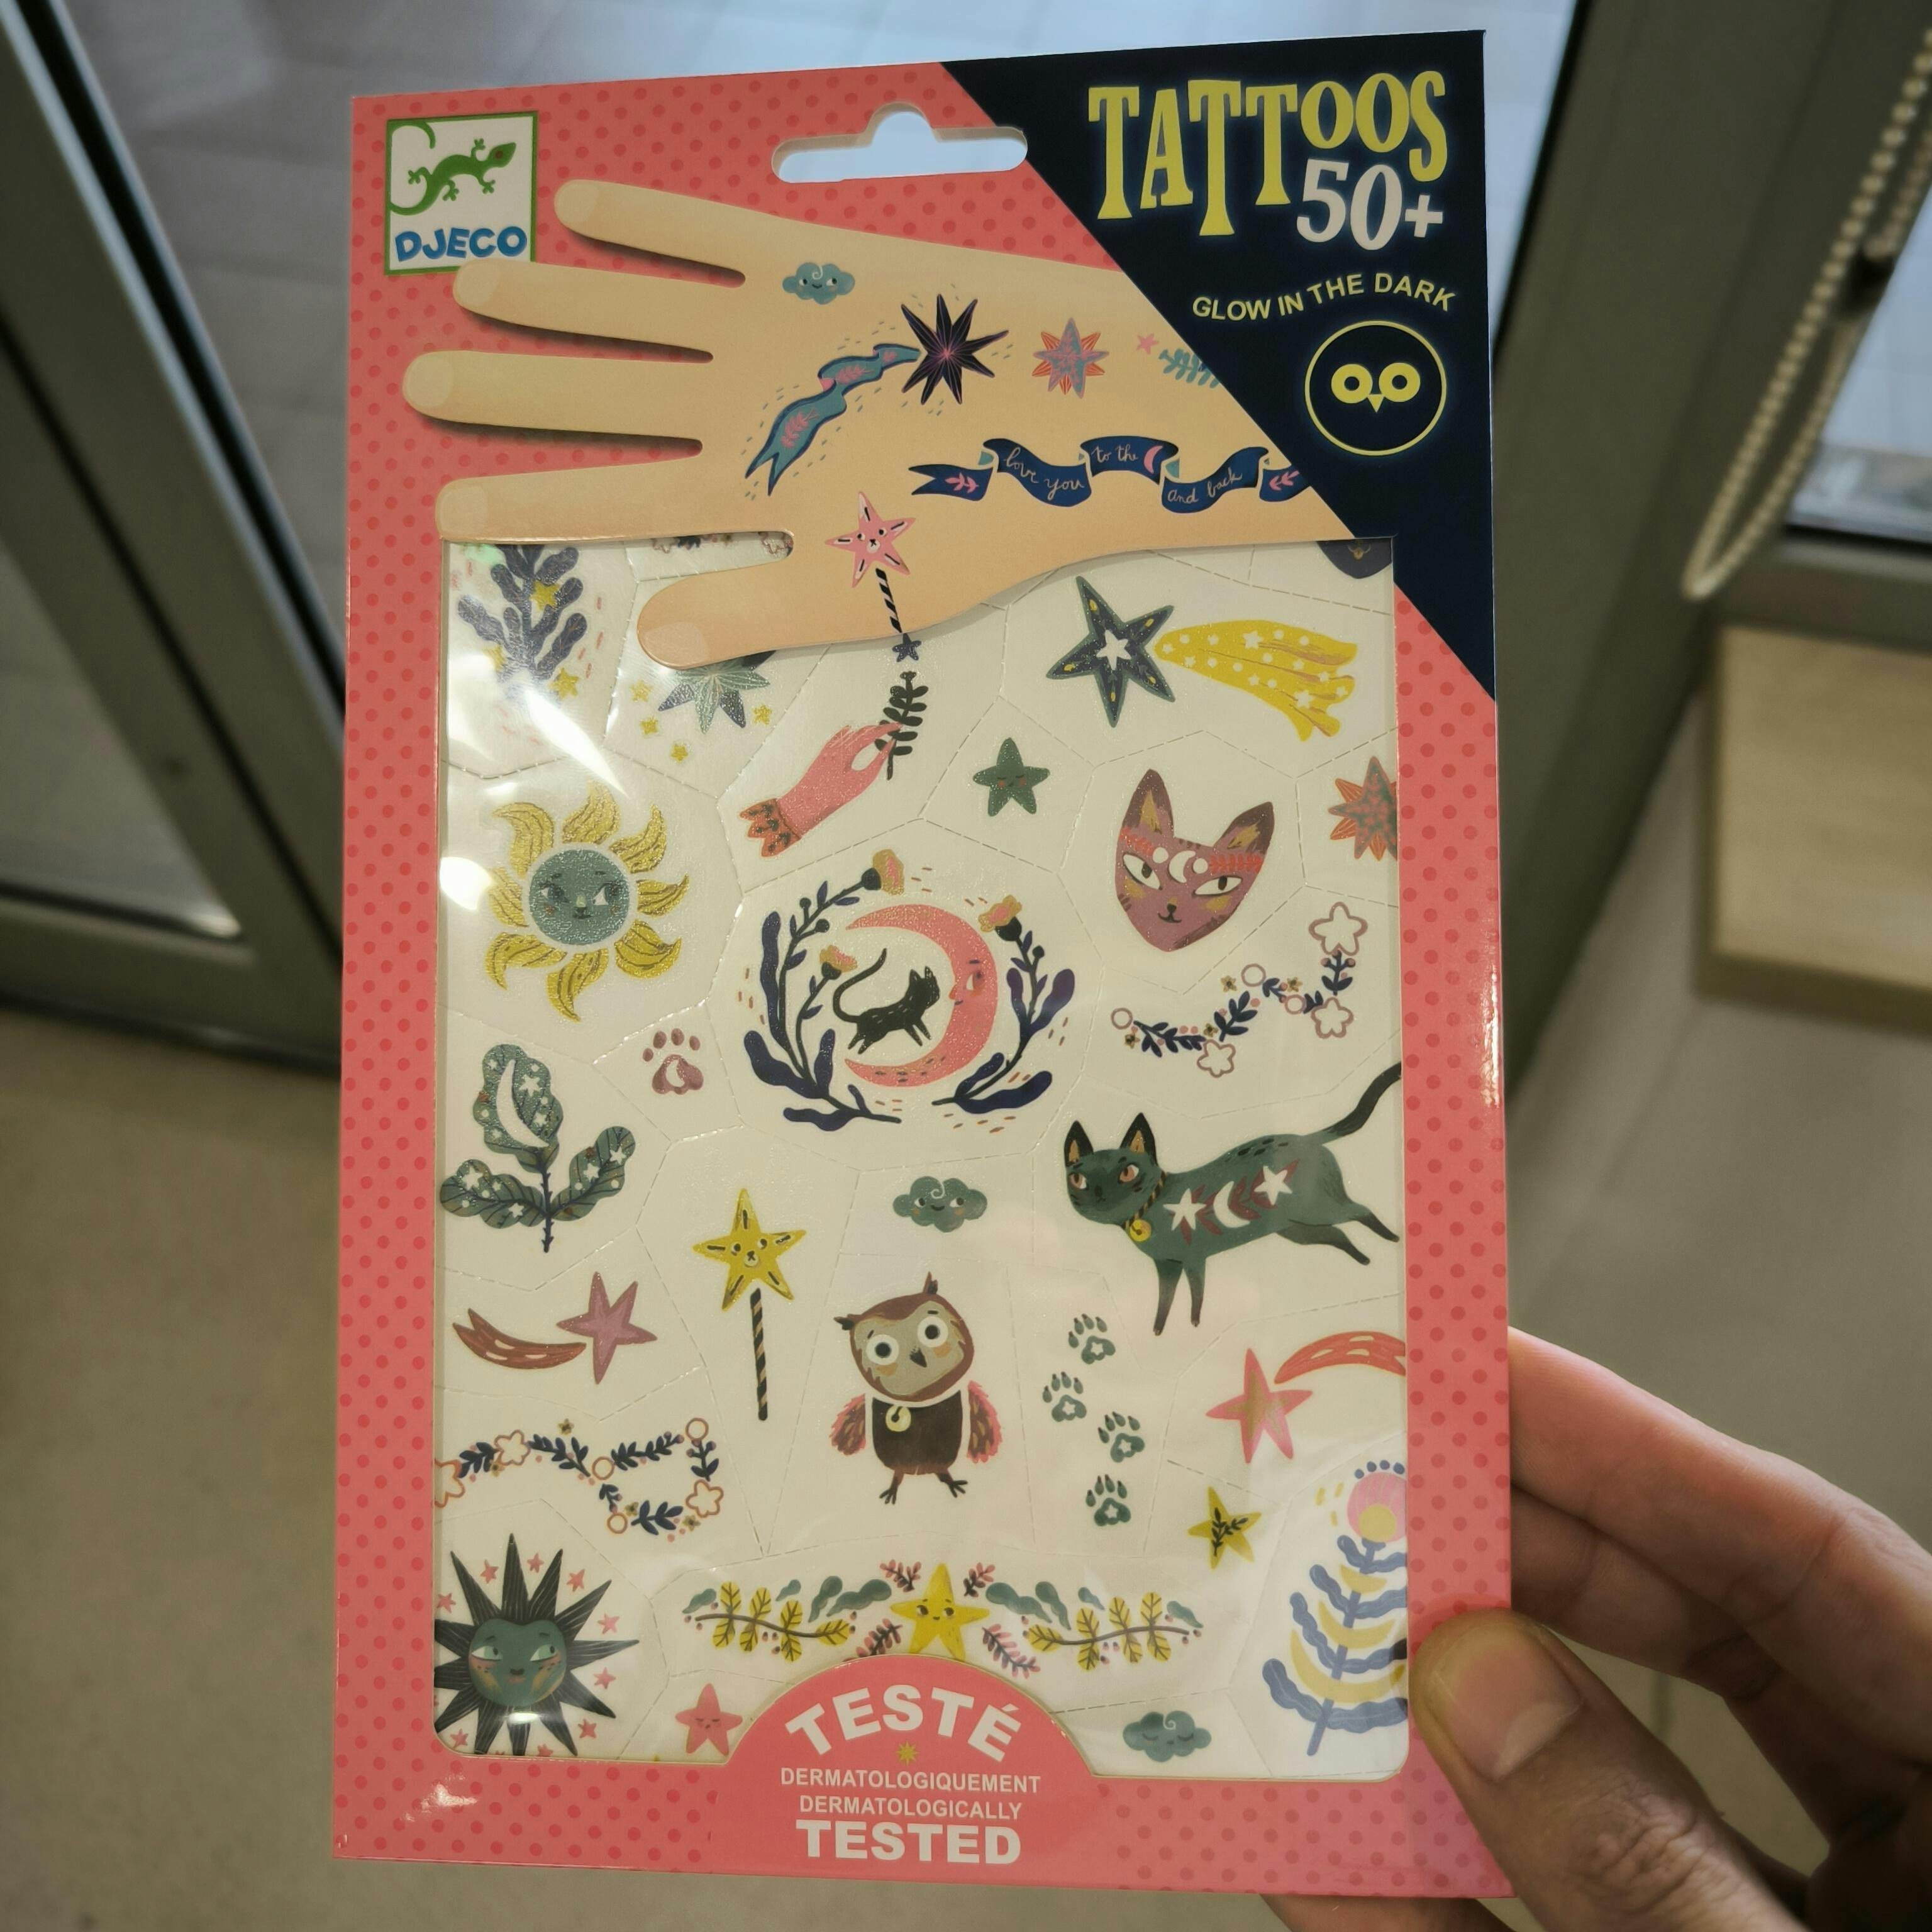 DJECO
TATTOOS
50+
GLOW IN THE DARK
love you to the and back
TESTÉ
DERMATOLOGIQUEMENT
DERMATOLOGICALLY
TESTED